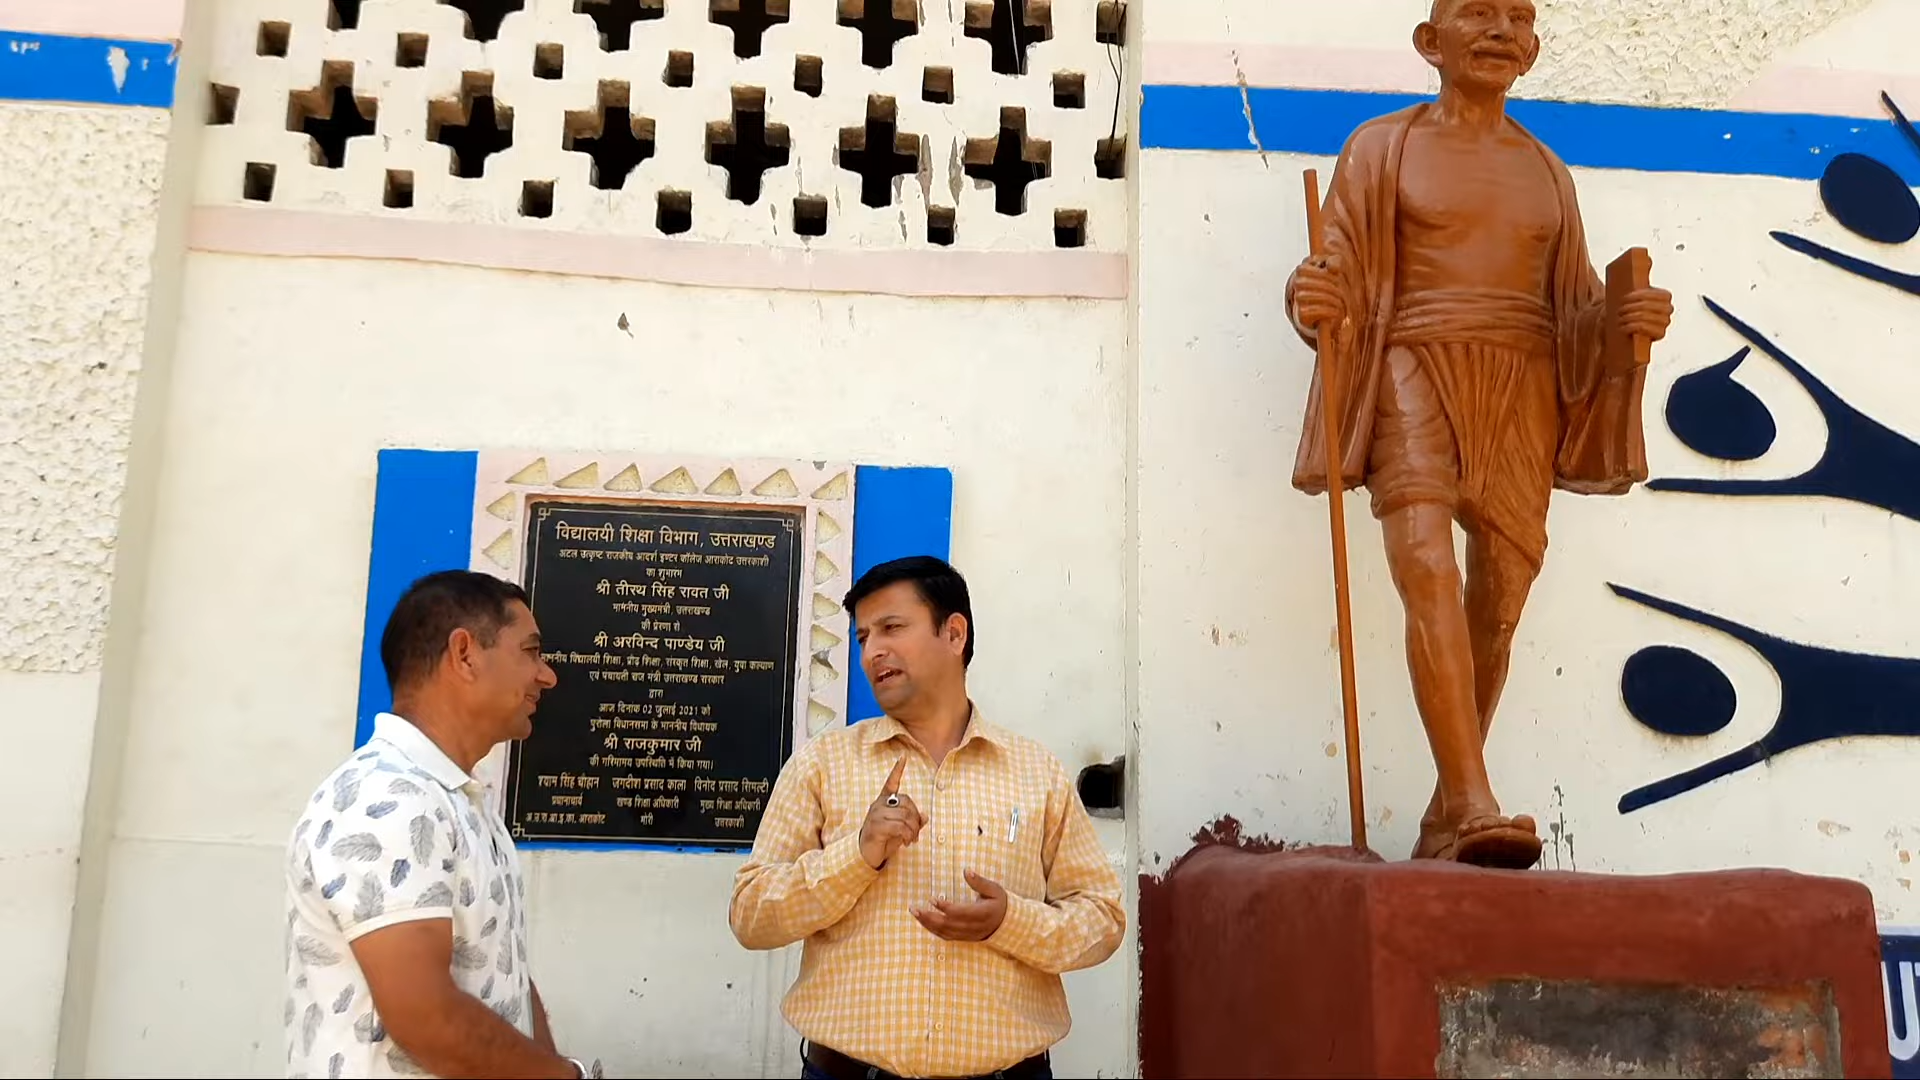 विद्यालयी शिक्षा विभाग, उत्तराखण्ड
अटल उत्कृष्ट राजकीय आदर्श इण्टर कॉलेज आराकोट उत्तरकाशी
का शुभारम्भ
श्री तीरथ सिंह रावत जी
माननीय मुख्यमंत्री, उत्तराखण्ड
की प्रेरणा से
श्री अरविन्द पाण्डेय जी
माननीय विद्यालयी शिक्षा, प्रौढ़ शिक्षा, संस्कृत शिक्षा, खेल, युवा कल्याण
एवं पंचायती राज मंत्री उत्तराखण्ड सरकार
द्वारा
आज दिनांक 02 जुलाई 2021 को
पुरोला विधानसभा के माननीय विधायक
श्री राजकुमार जी
की गरिमामय उपस्थिति में किया गया।
श्याम सिंह चौहान जगदीश प्रसाद काला विनोद प्रसाद सिमल्टी
प्रधानाचार्य खण्ड शिक्षा अधिकारी मुख्य शिक्षा अधिकारी
अ.उ.रा.आ.इ.का. आराकोट मोरी उत्तरकाशी